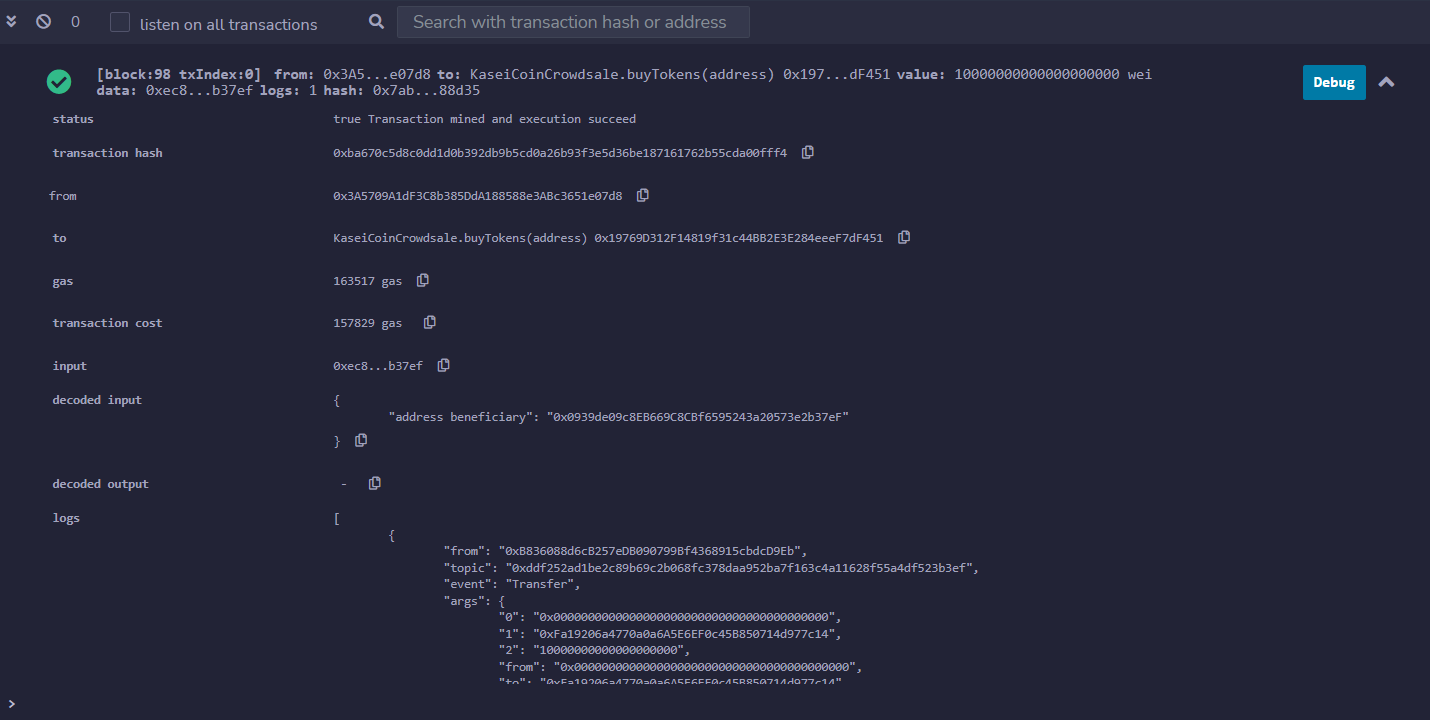 0 listen on all transactions Search with transaction hash or address
[block:98 txIndex:0] from: 0x3A5...e07d8 to: KaseiCoinCrowdsale.buyTokens(address) 0x197...dF451 value: 10000000000000000000 wei
data: 0xec8...b37ef logs: 1 hash: 0x7ab...88d35
Debug
status true Transaction mined and execution succeed
transaction hash 0xba670c5d8c0dd1d0b392db9b5cd0a26b93f3e5d36be187161762b55cda00fff4
from 0x3A5709A1dF3C8b385DdA188588e3ABc3651e07d8
to KaseiCoinCrowdsale.buyTokens(address) 0x19769D312F14819f31c44BB2E3E284eeeF7dF451
gas 163517 gas
transaction cost 157829 gas
input 0xec8...b37ef
decoded input {
"address beneficiary": "0x0939de09c8EB669C8CBf6595243a20573e2b37eF"
}
decoded output -
logs [
{
"from": "0xB836088d6cB257eDB090799Bf4368915cbdcD9Eb",
"topic": "0xddf252ad1be2c89b69c2b068fc378daa952ba7f163c4a11628f55a4df523b3ef",
"event": "Transfer",
"args": {
"0": "0x0000000000000000000000000000000000000000",
"1": "0xFa19206a4770a0a6A5E6EF0c45B850714d977c14",
"2": "10000000000000000000",
"from": "0x0000000000000000000000000000000000000000",
"to": "0xFa19206a4770a0a6A5E6EF0c45B850714d977c14"
>